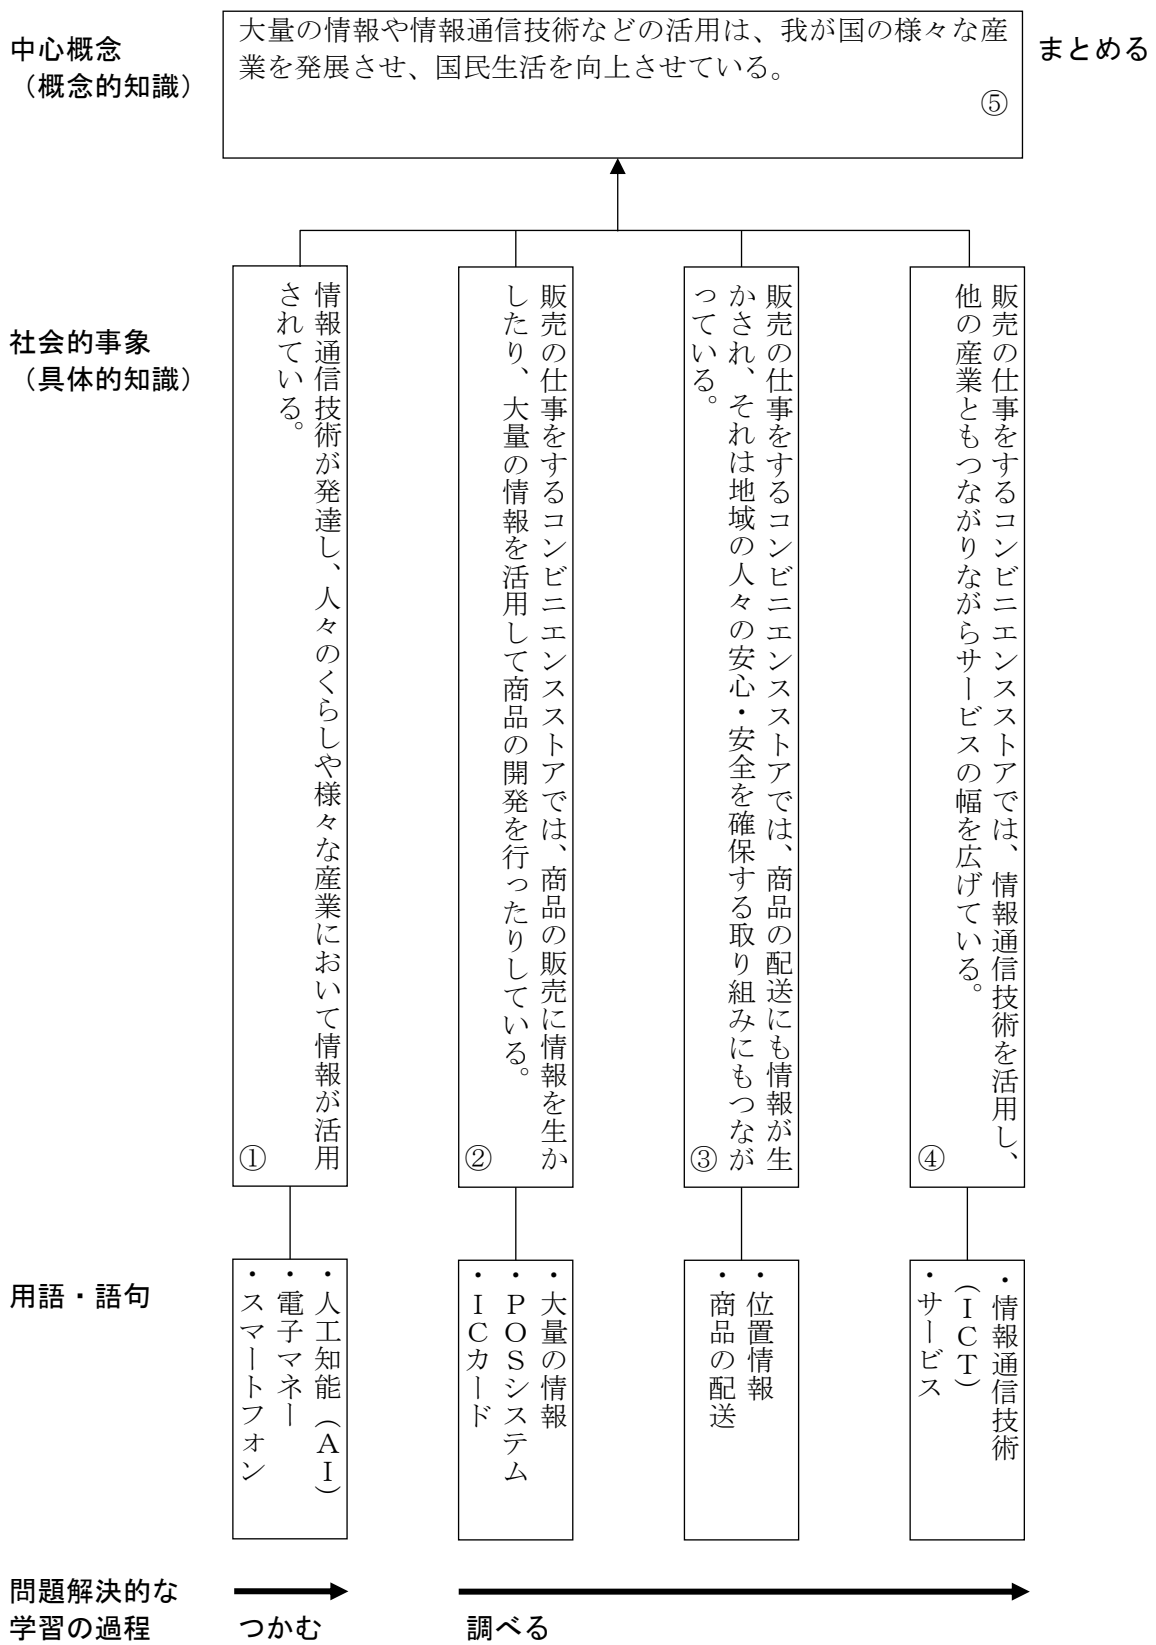 中心概念
（概念的知識）
大量の情報や情報通信技術などの活用は、我が国の様々な産
業を発展させ、国民生活を向上させている。
⑤
まとめる
社会的事象
（具体的知識）
情報通信技術が発達し、人々のくらしや様々な産業において情報が活用
されている。
①
販売の仕事をするコンビニエンスストアでは、商品の販売に情報を生か
したり、大量の情報を活用して商品の開発を行ったりしている。
②
販売の仕事をするコンビニエンスストアでは、商品の配送にも情報が生
かされ、それは地域の人々の安心・安全を確保する取り組みにもつなが
っている。
③
販売の仕事をするコンビニエンスストアでは、情報通信技術を活用し、
他の産業ともつながりながらサービスの幅を広げている。
④
用語・語句
・人工知能（ＡＩ）
・電子マネー
・スマートフォン
・大量の情報
・ＰＯＳシステム
・ＩＣカード
・位置情報
・商品の配送
・情報通信技術
（ＩＣＴ）
・サービス
問題解決的な
学習の過程
つかむ
調べる